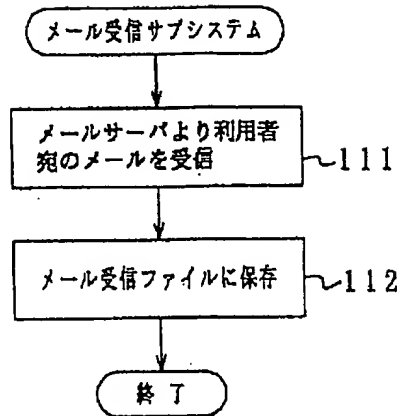 メール受信サブシステム
メールサーバより利用者
宛のメールを受信
111
メール受信ファイルに保存
112
終了